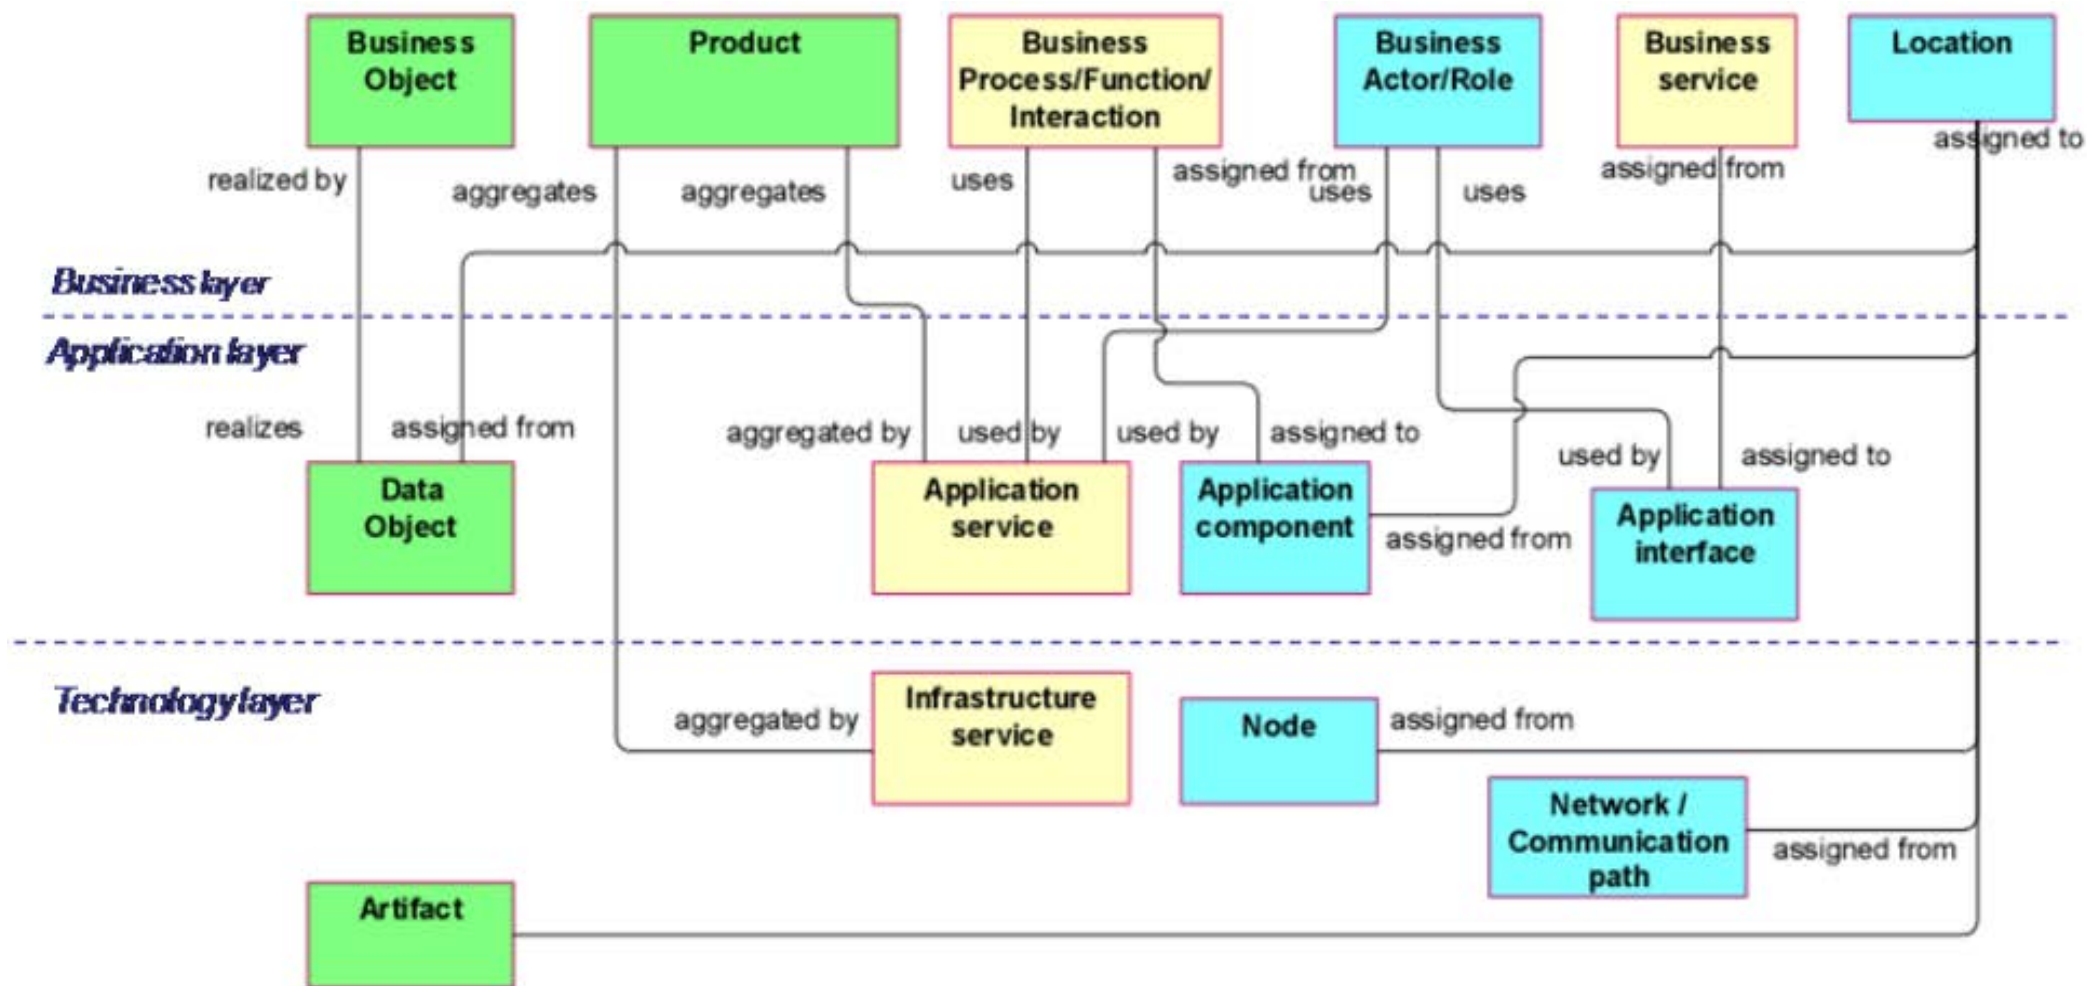 Business
Object
Product
Business
Process/Function/
Interaction
Business
Actor/Role
Business
service
Location
assigned to
realized by
aggregates
aggregates
uses
assigned from
uses
uses
assigned from
Business layer
Application layer
realizes
assigned from
aggregated by
used by
used by
assigned to
used by
assigned to
Data
Object
Application
service
Application
component
assigned from
Application
interface
Technology layer
aggregated by
Infrastructure
service
Node
assigned from
Network /
Communication
path
assigned from
Artifact